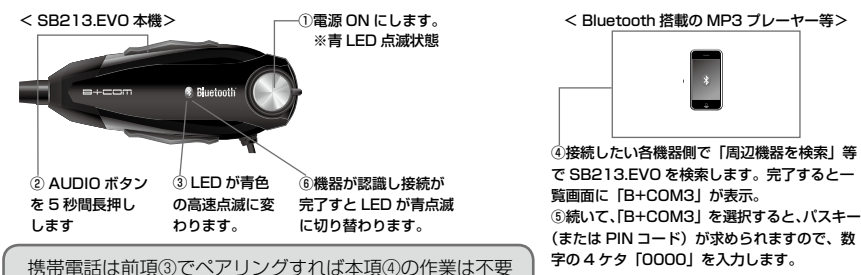 ＜ SB213.EVO 本機＞
①電源 ON にします。
※青 LED 点滅状態
B+COM
Bluetooth
② AUDIO ボタン
を 5 秒間長押し
します
③ LED が青色
の高速点滅に変
わります。
⑥機器が認識し接続が
完了すと LED が青点滅
に切り替わります。
＜ Bluetooth 搭載の MP3 プレーヤー等＞
④接続したい各機器側で「周辺機器を検索」等
で SB213.EVO を検索します。完了すると一
覧画面に「B+COM3」が表示。
⑤続いて、「B+COM3」を選択すると、パスキー
（または PIN コード）が求められますので、数
字の 4 ケタ「0000」を入力します。
携帯電話は前項③でペアリングすれば本項④の作業は不要